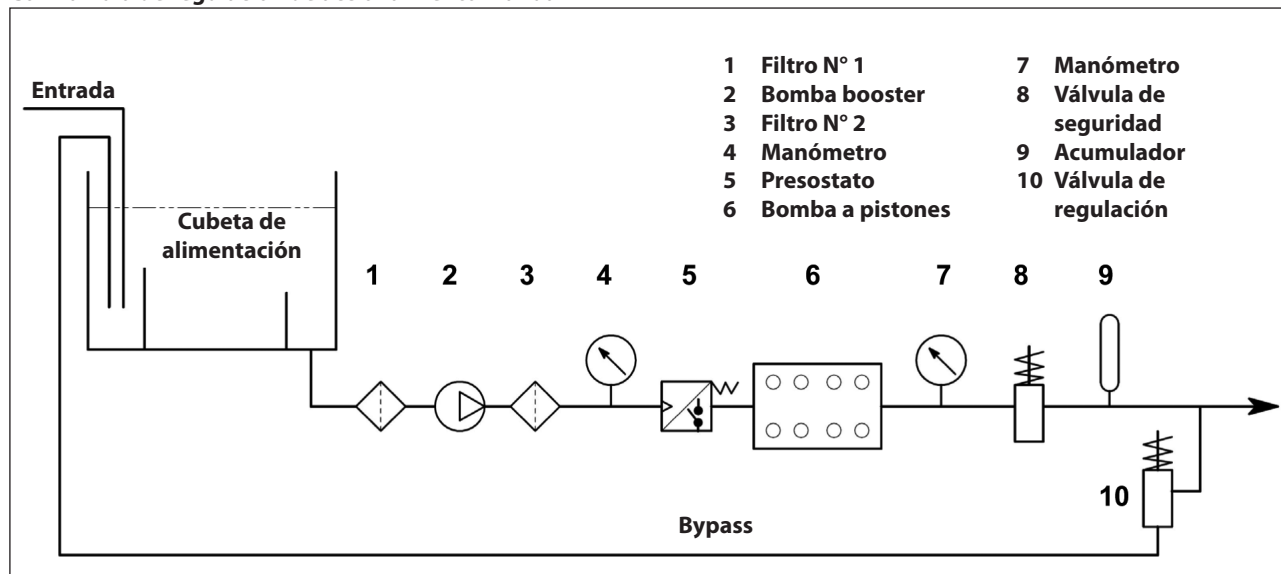 Entrada
Cubeta de
alimentación
1 Filtro N° 1
2 Bomba booster
3 Filtro N° 2
4 Manómetro
5 Presostato
6 Bomba a pistones
7 Manómetro
8 Válvula de
seguridad
9 Acumulador
10 Válvula de
regulación
1 2 3 4 5 6 7 8 9
10
Bypass